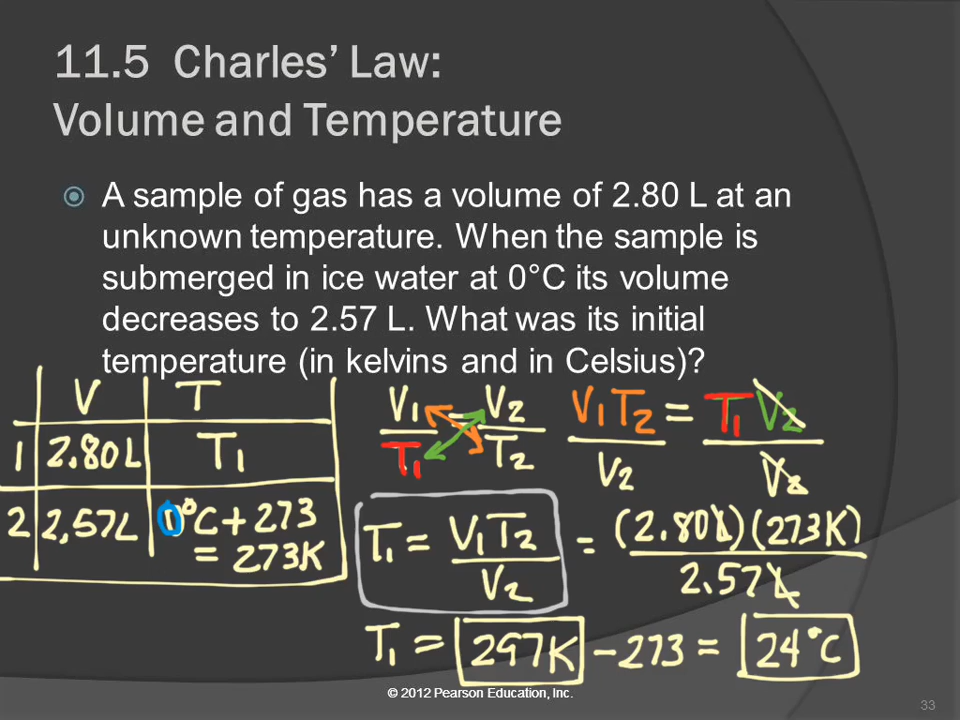 11.5 Charles’ Law:
Volume and Temperature
A sample of gas has a volume of 2.80 L at an
unknown temperature. When the sample is
submerged in ice water at 0°C its volume
decreases to 2.57 L. What was its initial
temperature (in kelvins and in Celsius)?
V T
1 2.80L T₁
2 2.57L 0°C + 273
= 273K
V₁/T₁ = V₂/T₂
V₁T₂/V₂ = T₁V₂/V₂
T₁ = V₁T₂/V₂ = (2.80L)(273K)/2.57L
T₁ = 297K - 273 = 24°C
© 2012 Pearson Education, Inc.
33